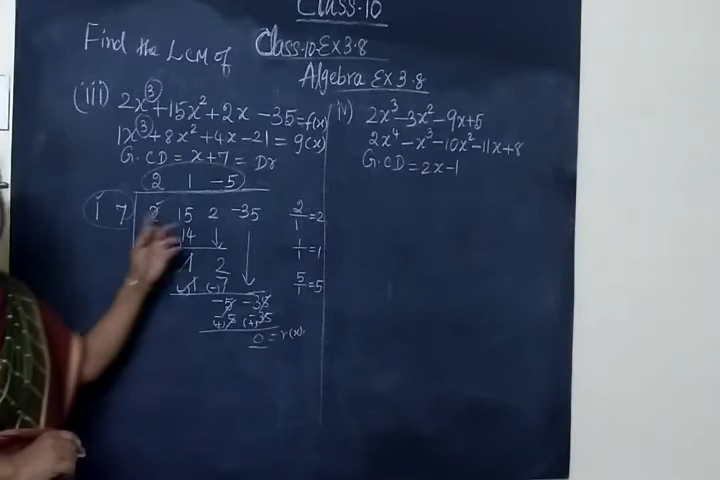 Class-10
Find the LCM of Class-10-Ex 3.8
Algebra Ex 3.8
(iii) 2x³+15x²+2x-35=f(x)
1x³+8x²+4x-21=g(x)
G.CD=x+7=Dr
2 1 -5
1 7 2 15 2 -35
14
1 2
7
-5 -35
(+) -5 (+) -35
0=r(x)
2/1=2
1/1=1
5/1=5
iv) 2x³-3x²-9x+5
2x⁴-x³-10x²-11x+8
G.CD=2x-1